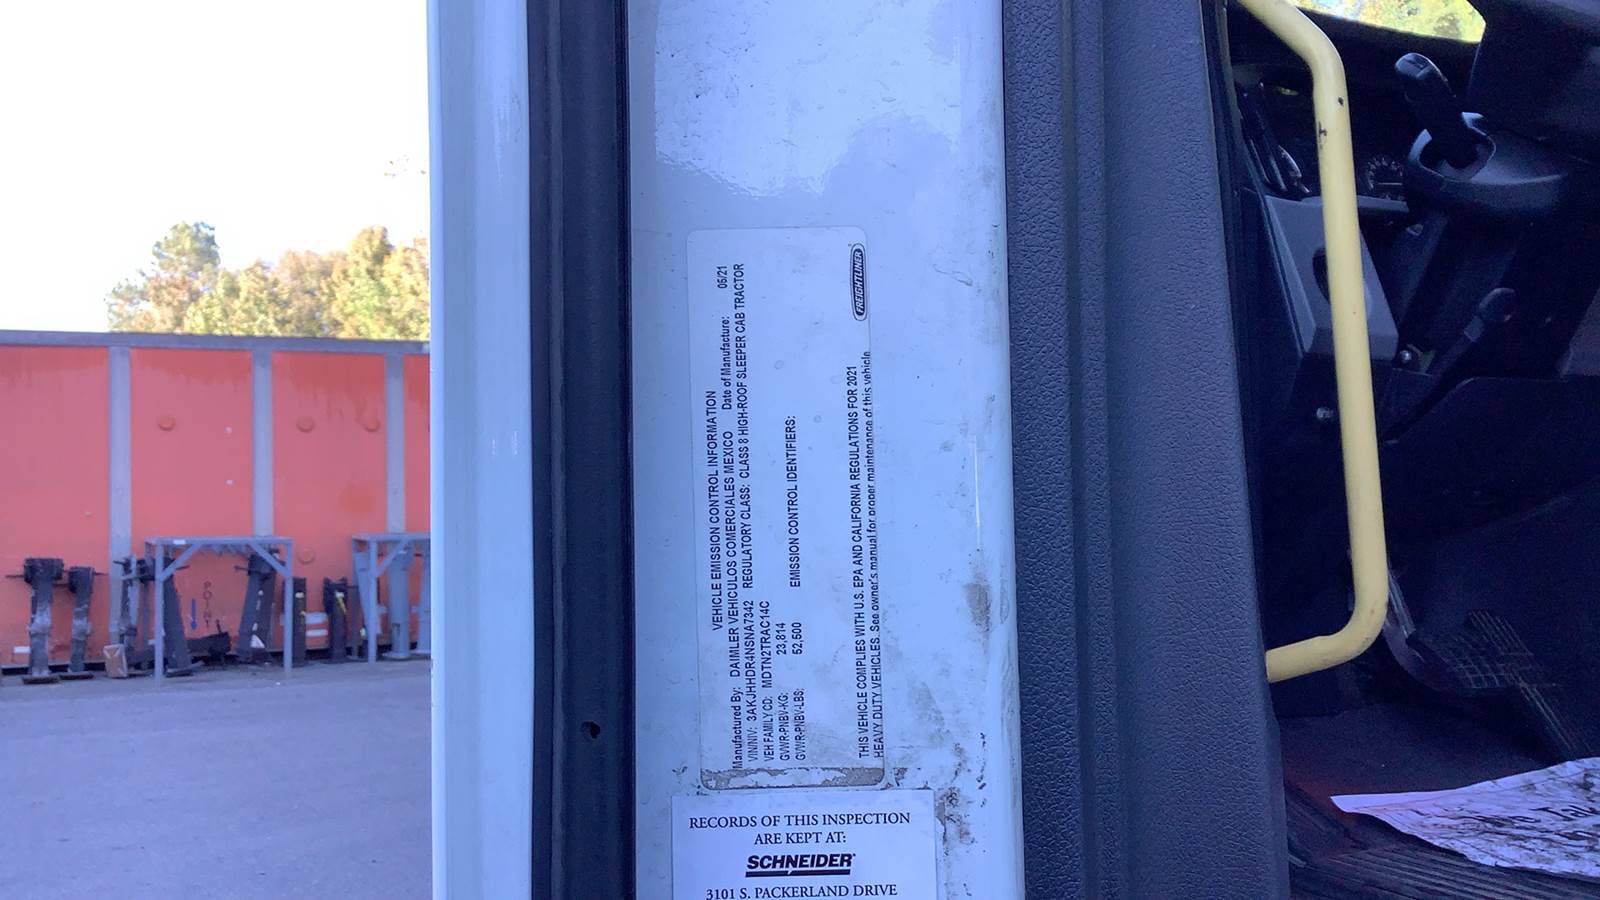 VEHICLE EMISSION CONTROL INFORMATION
Manufactured By: DAIMLER VEHICULOS COMERCIALES MEXICO Date of Manufacture: 05/21
VIN/NIV: 3AKJHHDR4NSNA7342 REGULATORY CLASS: CLASS 8 HIGH-ROOF SLEEPER CAB TRACTOR
VEH FAMILY CD: MDTN2TRAC14C
GVWR-PNBV-KG: 23,814
GVWR-PNBV-LBS: 52,500 EMISSION CONTROL IDENTIFIERS:
THIS VEHICLE COMPLIES WITH U.S. EPA AND CALIFORNIA REGULATIONS FOR 2021
HEAVY DUTY VEHICLES. See owner's manual for proper maintenance of this vehicle
FREIGHTLINER
RECORDS OF THIS INSPECTION
ARE KEPT AT:
SCHNEIDER
3101 S. PACKERLAND DRIVE
POINT